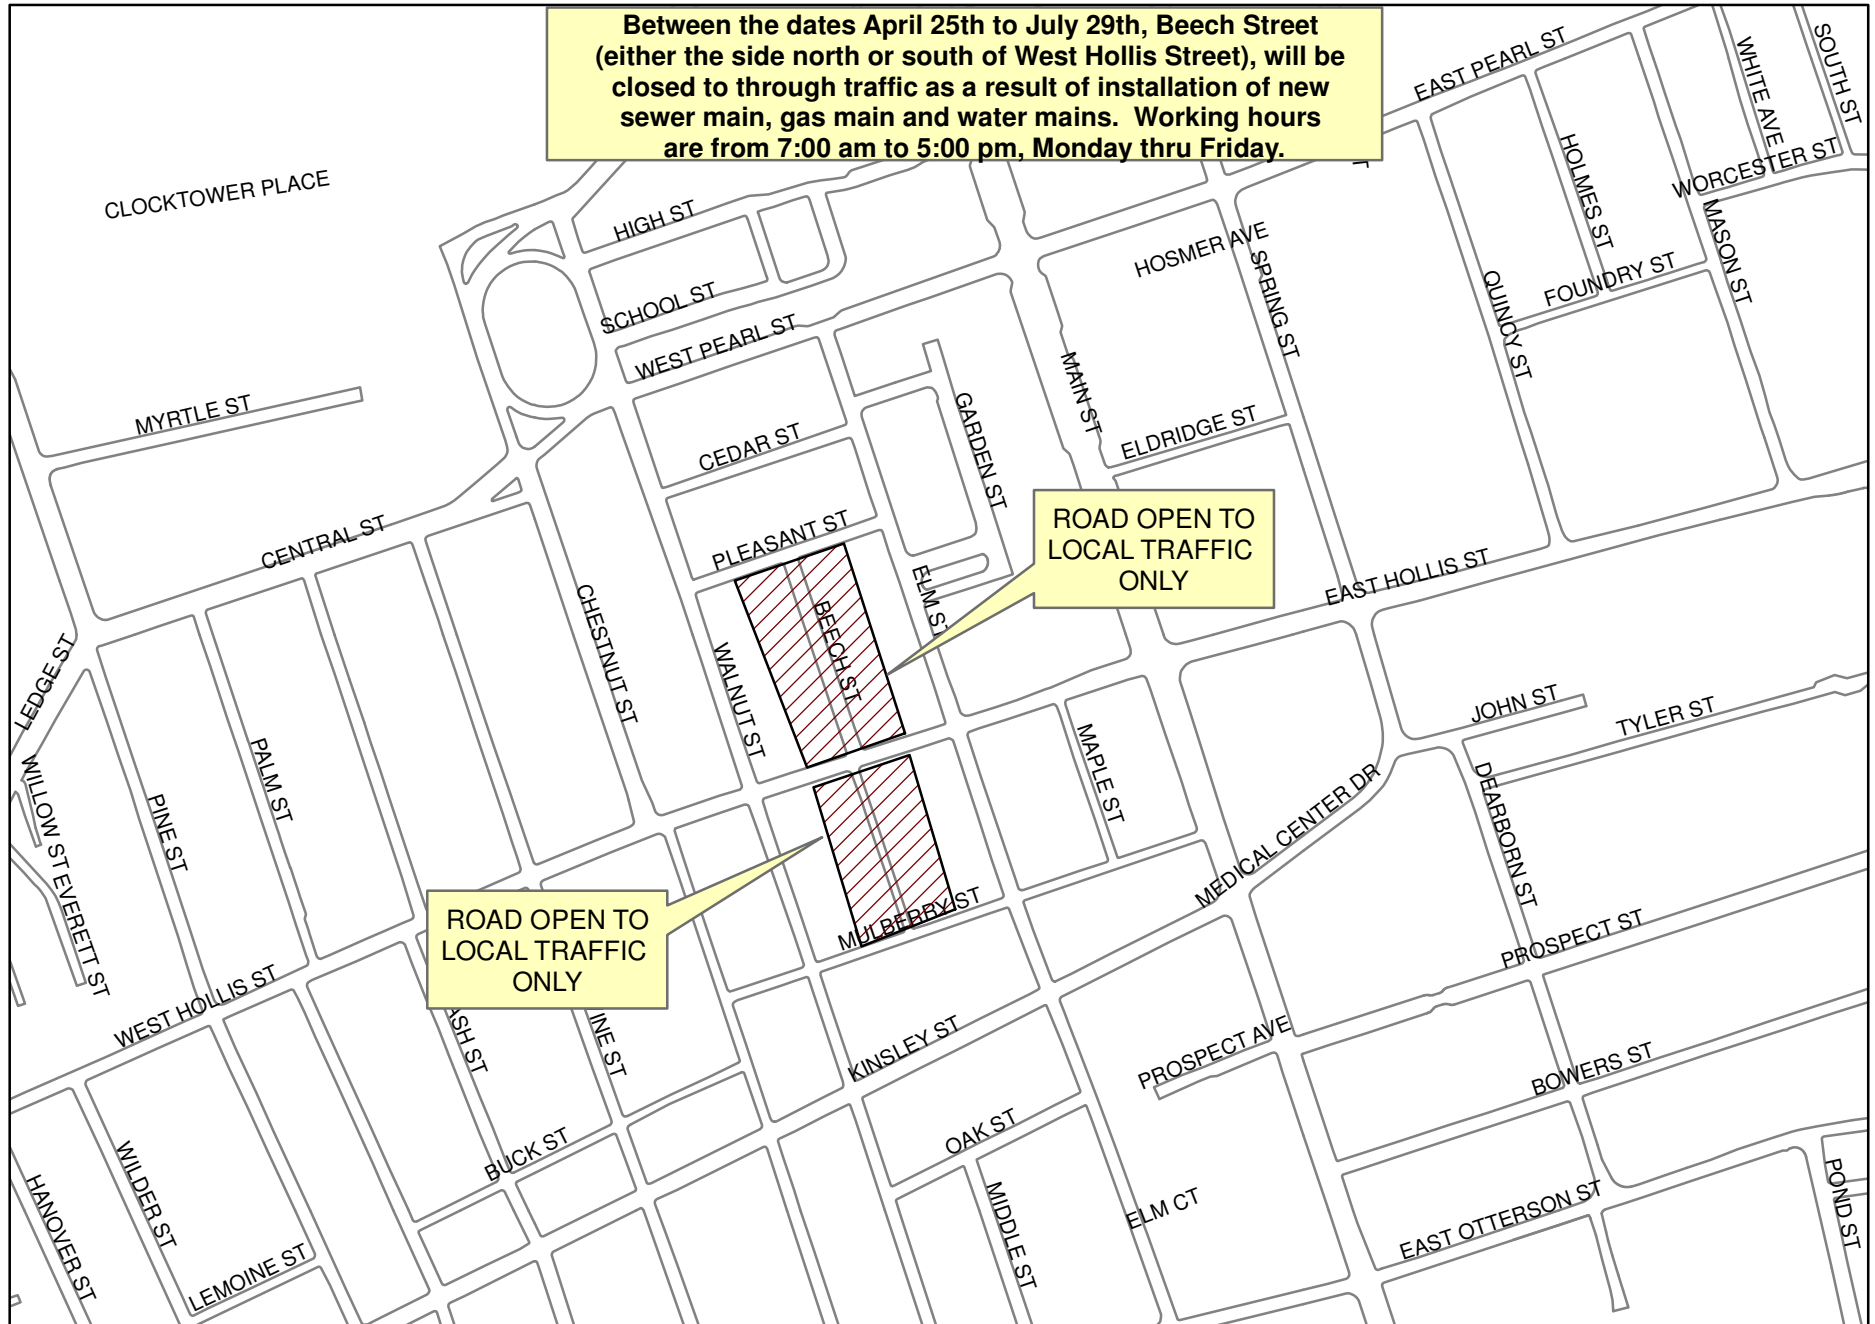 Between the dates April 25th to July 29th, Beech Street
(either the side north or south of West Hollis Street), will be
closed to through traffic as a result of installation of new
sewer main, gas main and water mains. Working hours
are from 7:00 am to 5:00 pm, Monday thru Friday.
EAST PEARL ST
WHITE AVE
SOUTH ST
CLOCKTOWER PLACE
HIGH ST
HOLMES ST
WORCESTER ST
MASON ST
HOSMER AVE
SPRING ST
SCHOOL ST
QUINCY ST
FOUNDRY ST
WEST PEARL ST
MAIN ST
MYRTLE ST
CEDAR ST
GARDEN ST
ELDRIDGE ST
CENTRAL ST
PLEASANT ST
ROAD OPEN TO
LOCAL TRAFFIC
ONLY
ELM ST
EAST HOLLIS ST
CHESTNUT ST
BEECH ST
WALNUT ST
LEDGE ST
JOHN ST
TYLER ST
PALM ST
MAPLE ST
WILLOW ST
PINE ST
MEDICAL CENTER DR
DEARBORN ST
EVERETT ST
ROAD OPEN TO
LOCAL TRAFFIC
ONLY
MULBERRY ST
PROSPECT ST
WEST HOLLIS ST
ASH ST
INE ST
KINSLEY ST
PROSPECT AVE
BOWERS ST
BUCK ST
OAK ST
WILDER ST
HANOVER ST
MIDDLE ST
ELM CT
POND ST
EAST OTTERSON ST
LEMOINE ST